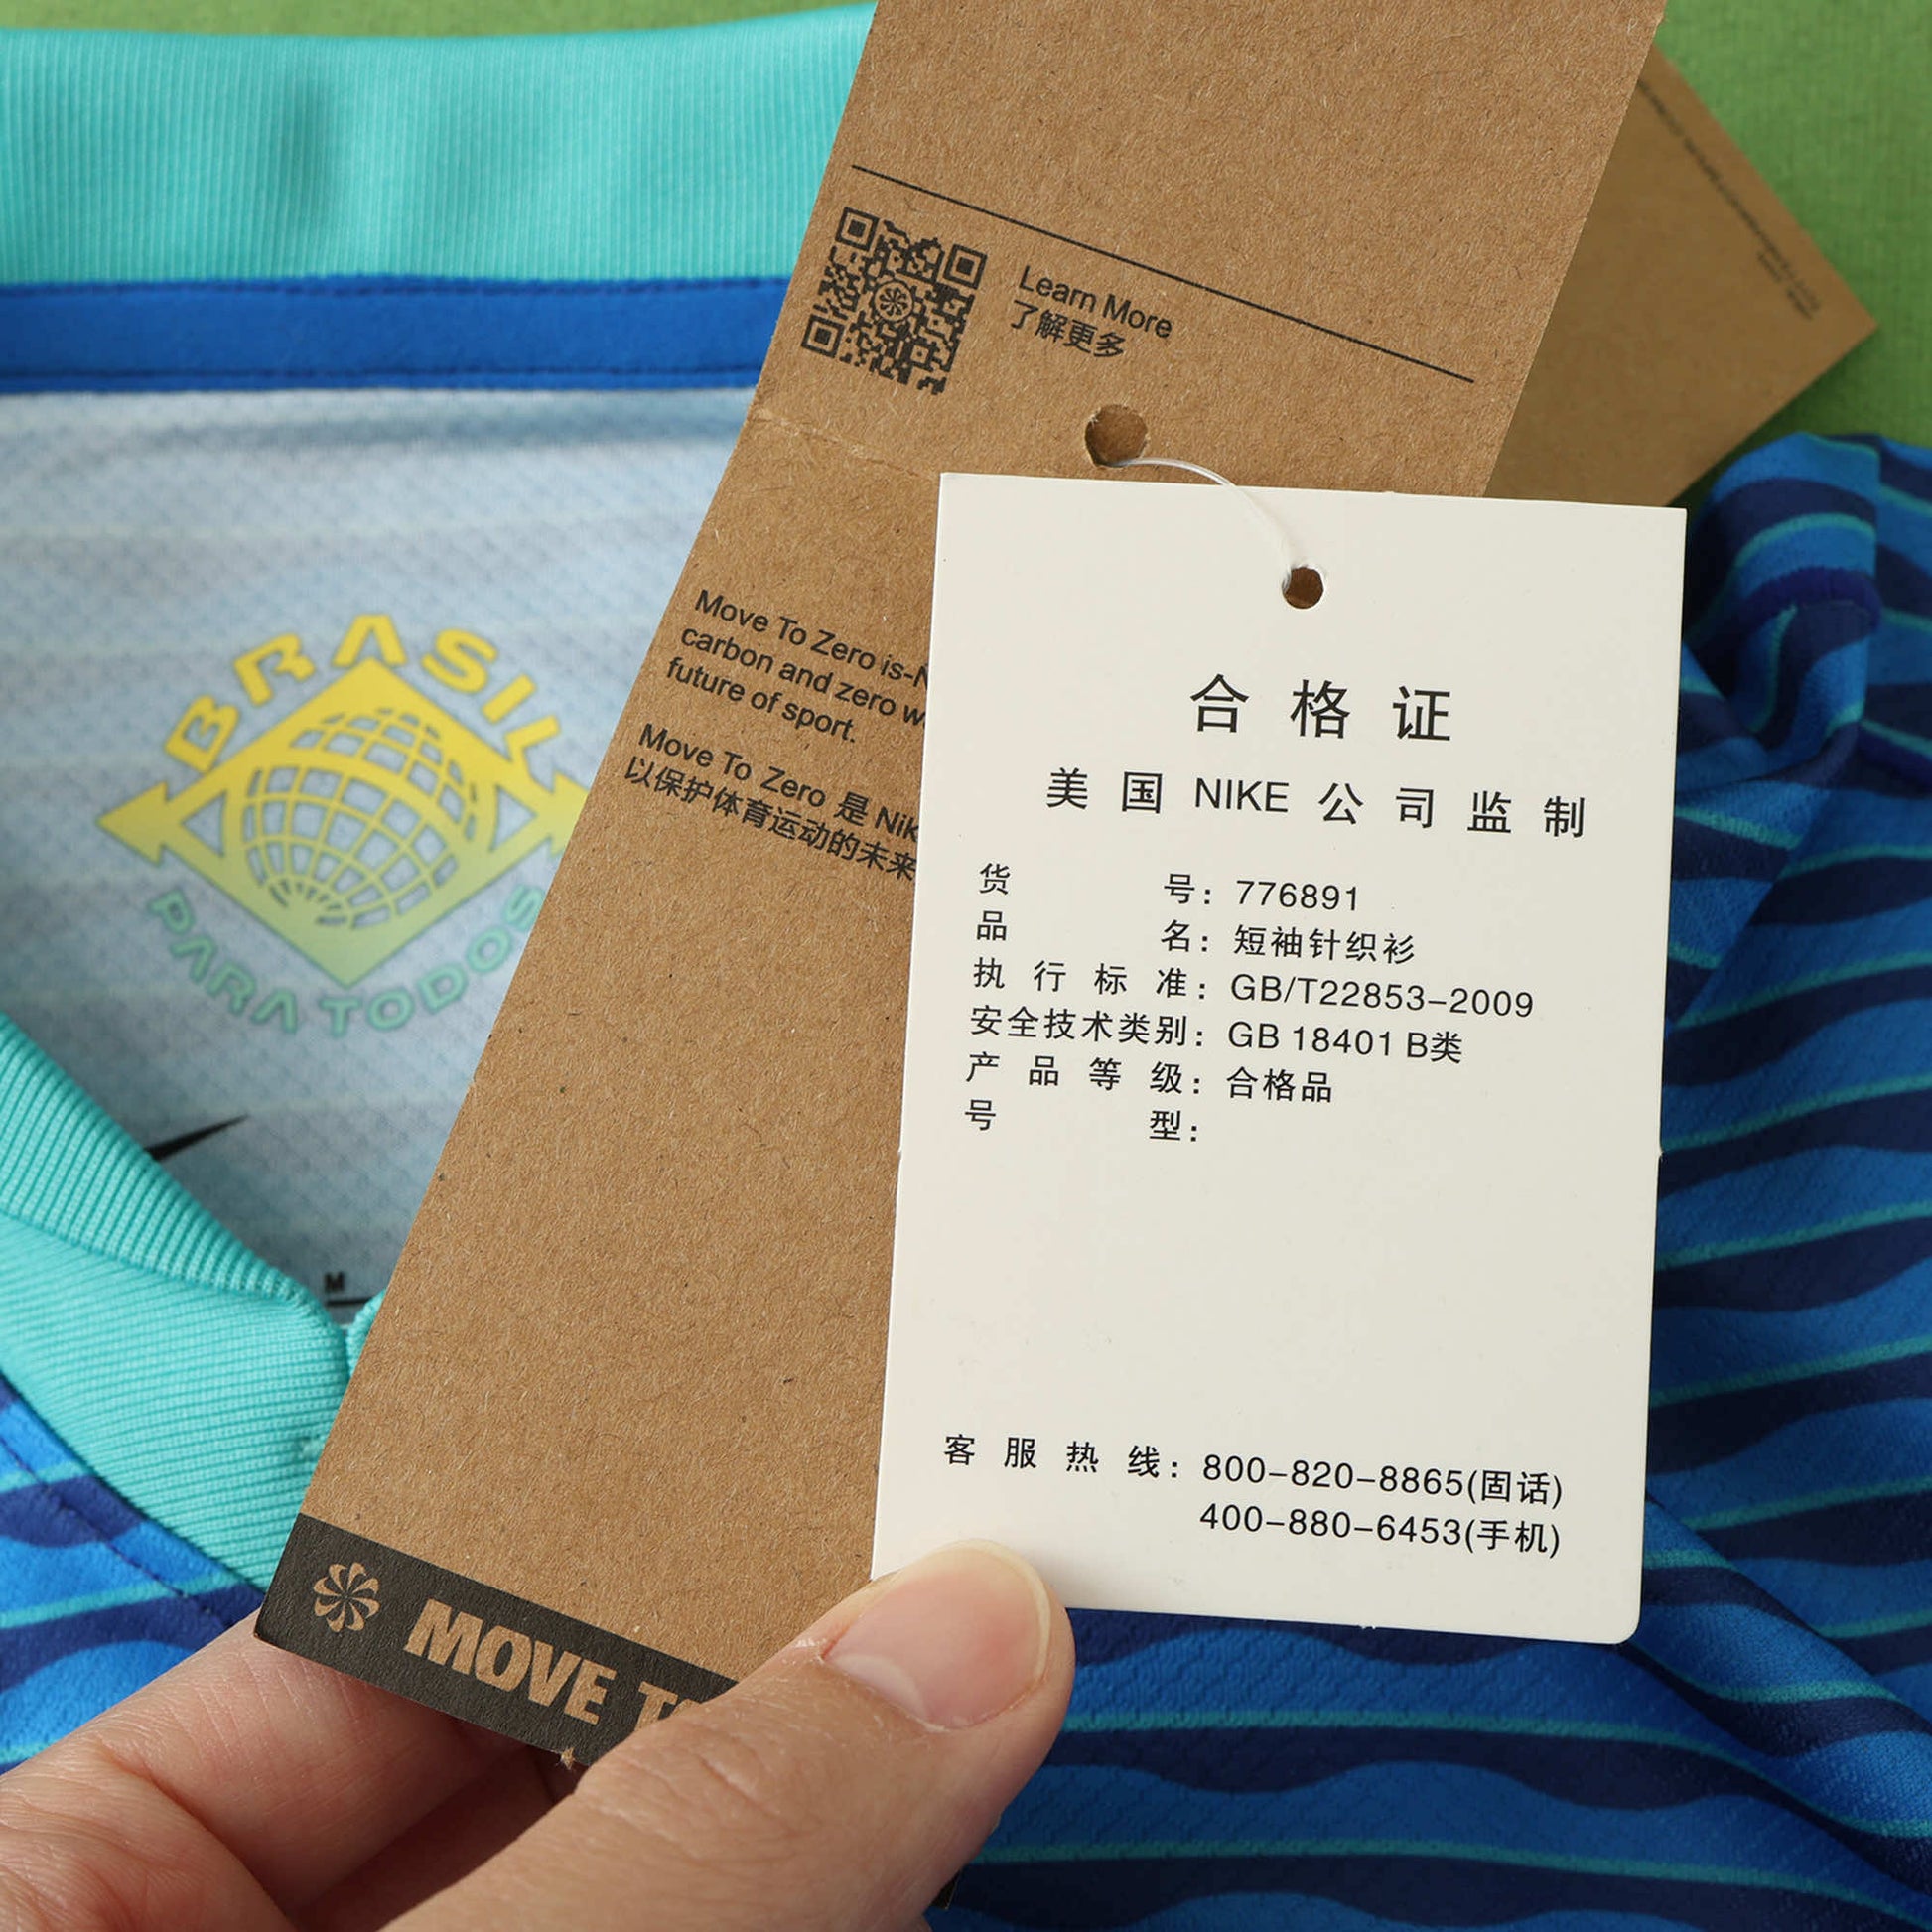 Learn More
了解更多
Move To Zero is
carbon and zero
future of sport.
Move To Zero 是
以保护体育运动的未来
MOVE
合格证
美国 NIKE 公司监制
货号：776891
品名：短袖针织衫
执行标准：GB/T22853-2009
安全技术类别：GB 18401 B类
产品等级：合格品
号型：
客服热线：800-820-8865(固话)
400-880-6453(手机)
BRASIL
PARA TODOS
M